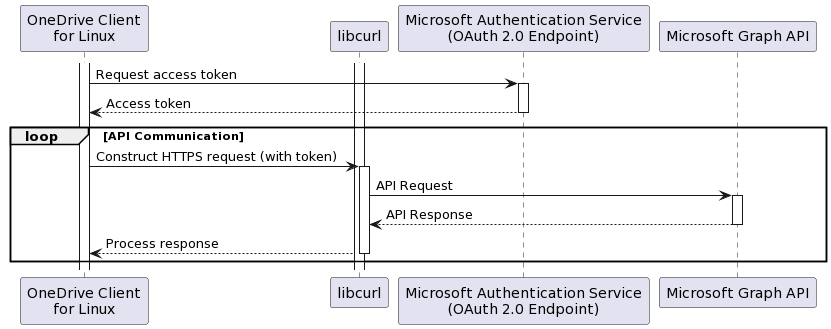 OneDrive Client
for Linux
libcurl
Microsoft Authentication Service
(OAuth 2.0 Endpoint)
Microsoft Graph API
Request access token
Access token
loop
[API Communication]
Construct HTTPS request (with token)
API Request
API Response
Process response
OneDrive Client
for Linux
libcurl
Microsoft Authentication Service
(OAuth 2.0 Endpoint)
Microsoft Graph API